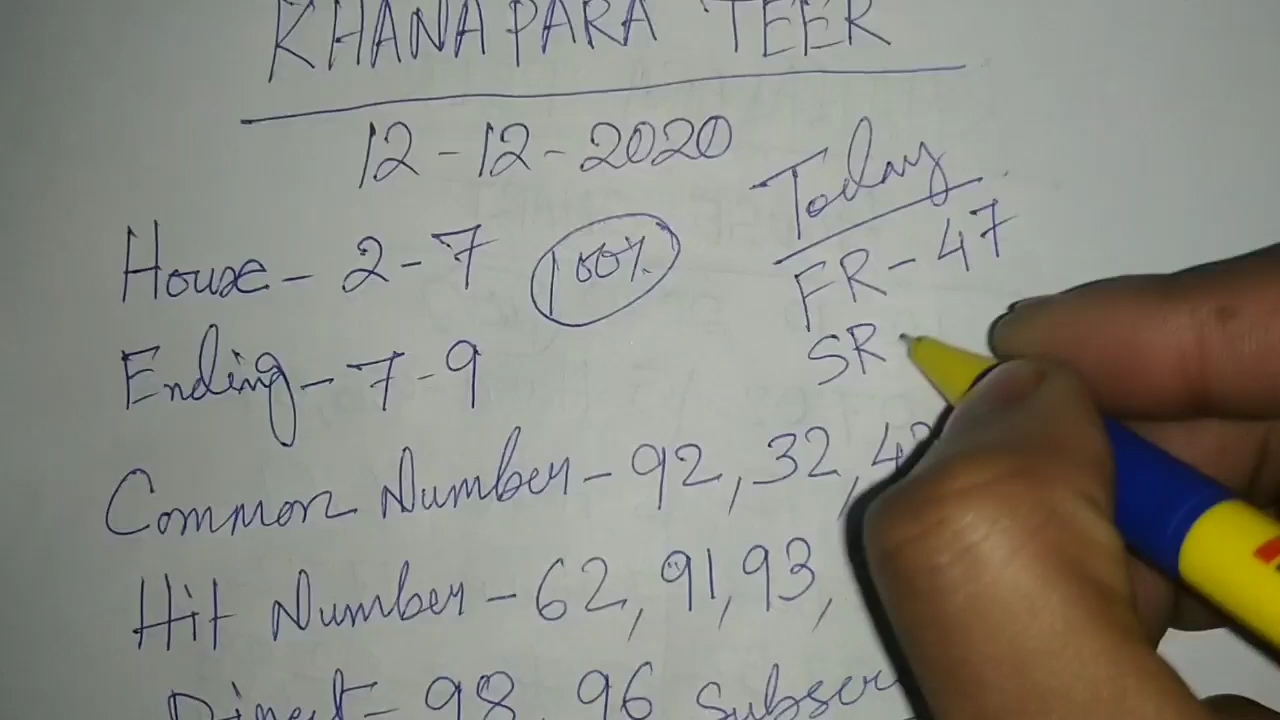 KHANAPARA TEER
12-12-2020
Today
House - 2-7 100%
FR - 47
Ending - 7-9
SR
Common Number - 92, 32,
Hit Number - 62, 91, 93,
Direct - 98, 96